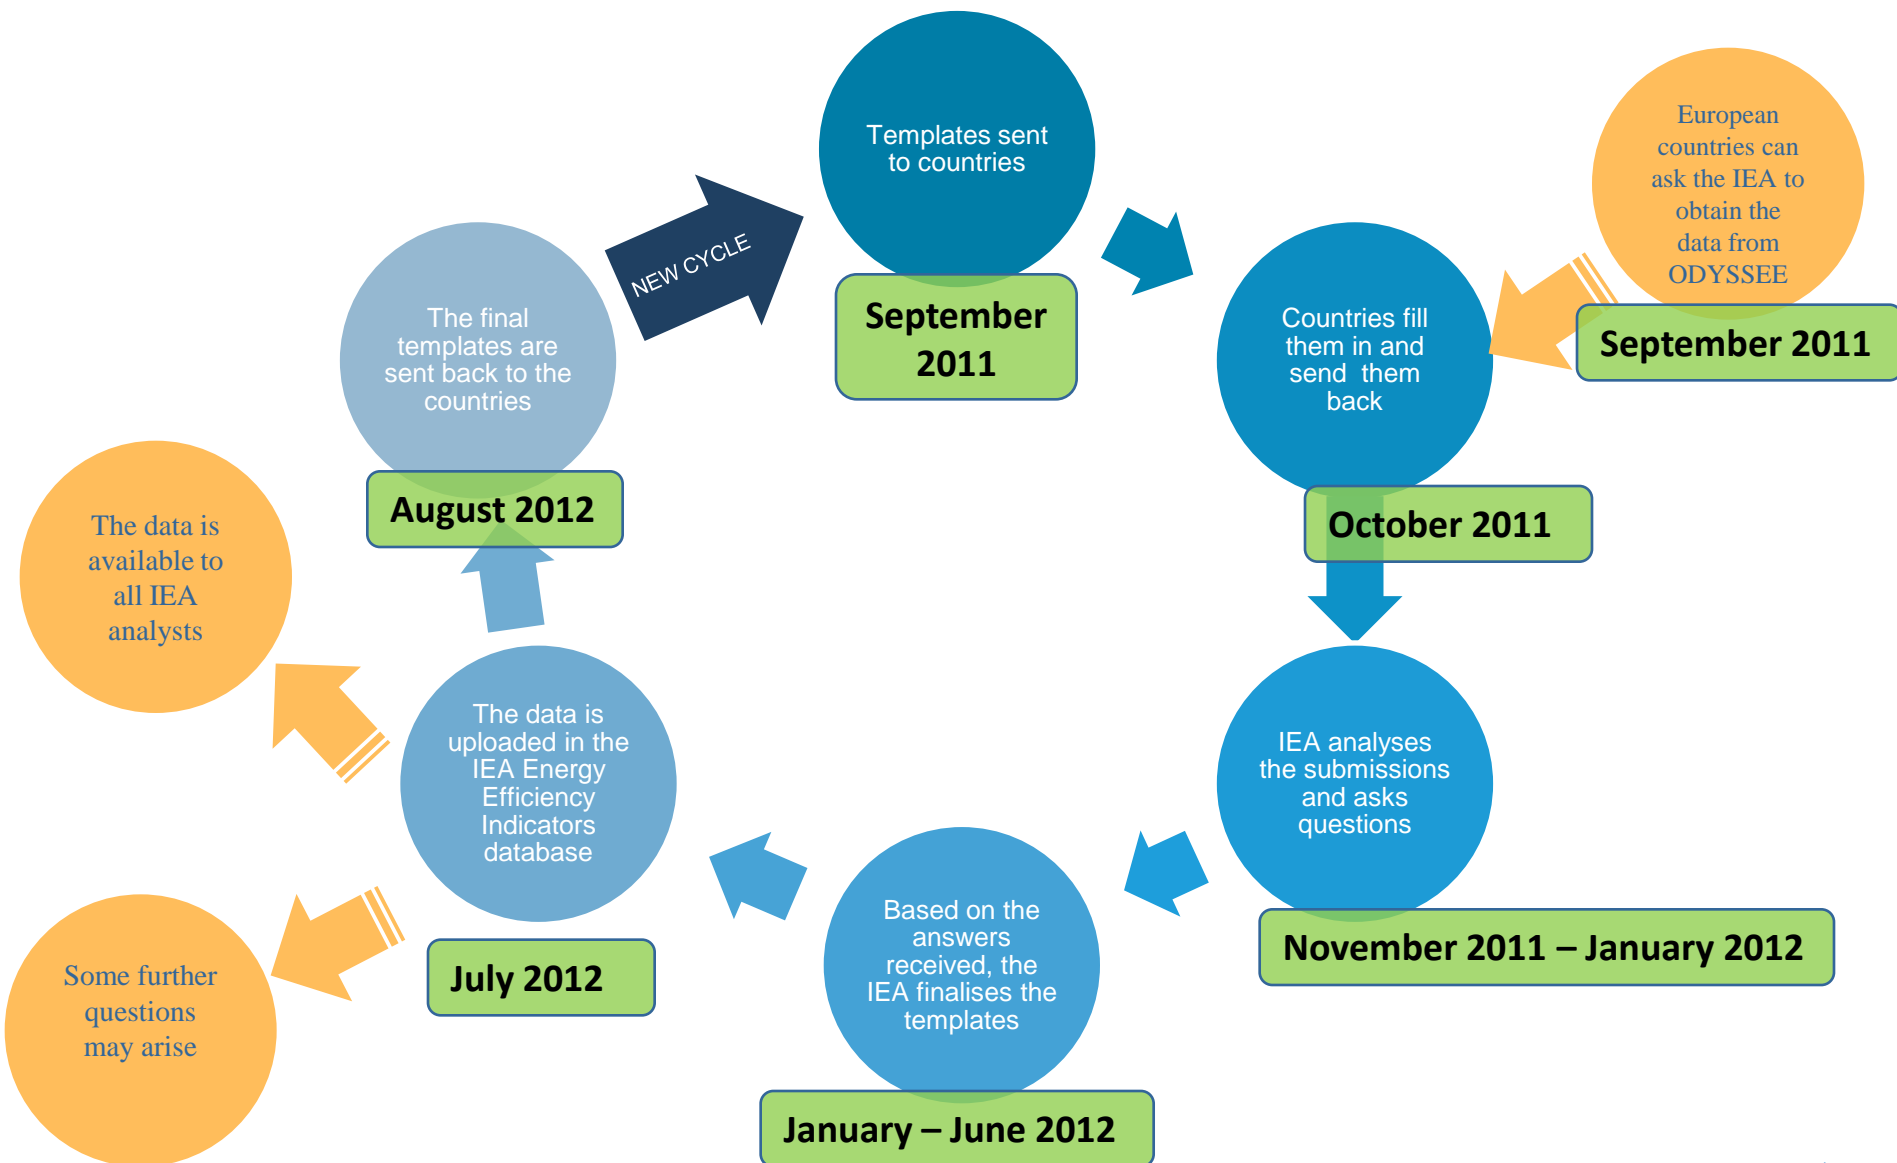 Templates sent
to countries
September
2011
European
countries can
ask the IEA to
obtain the
data from
ODYSSEE
September 2011
Countries fill
them in and
send them
back
October 2011
IEA analyses
the submissions
and asks
questions
November 2011 – January 2012
Based on the
answers
received, the
IEA finalises the
templates
January – June 2012
The data is
uploaded in the
IEA Energy
Efficiency
Indicators
database
July 2012
The data is
available to
all IEA
analysts
Some further
questions
may arise
The final
templates are
sent back to the
countries
August 2012
NEW CYCLE